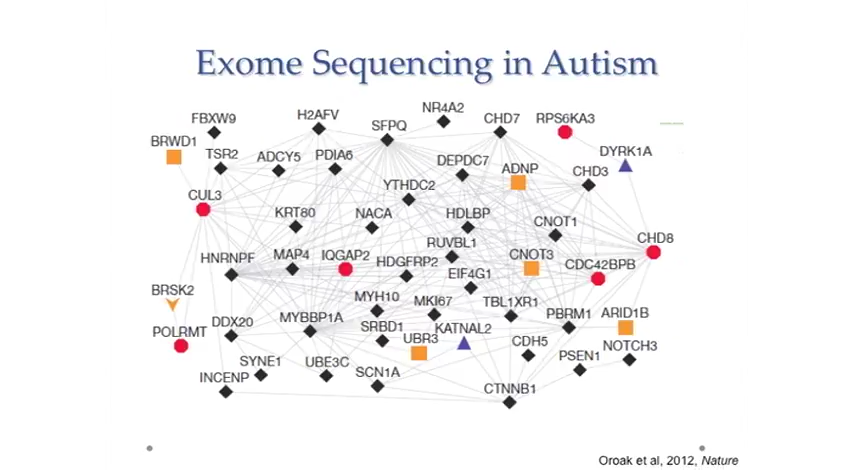 Exome Sequencing in Autism
NR4A2
FBXW9
H2AFV
SFPQ
CHD7
RPS6KA3
BRWD1
TSR2
ADCY5
PDIA6
DEPDC7
ADNP
DYRK1A
CHD3
YTHDC2
CUL3
KRT80
NACA
HDLBP
CNOT1
CHD8
RUVBL1
HNRNPF
MAP4
IQGAP2
HDGFRP2
CNOT3
CDC42BPB
EIF4G1
BRSK2
MYH10
MKI67
TBL1XR1
PBRM1
ARID1B
POLRMT
DDX20
MYBBP1A
SRBD1
KATNAL2
UBR3
CDH5
NOTCH3
PSEN1
SYNE1
UBE3C
SCN1A
INCENP
CTNNB1
Oroak et al, 2012, Nature